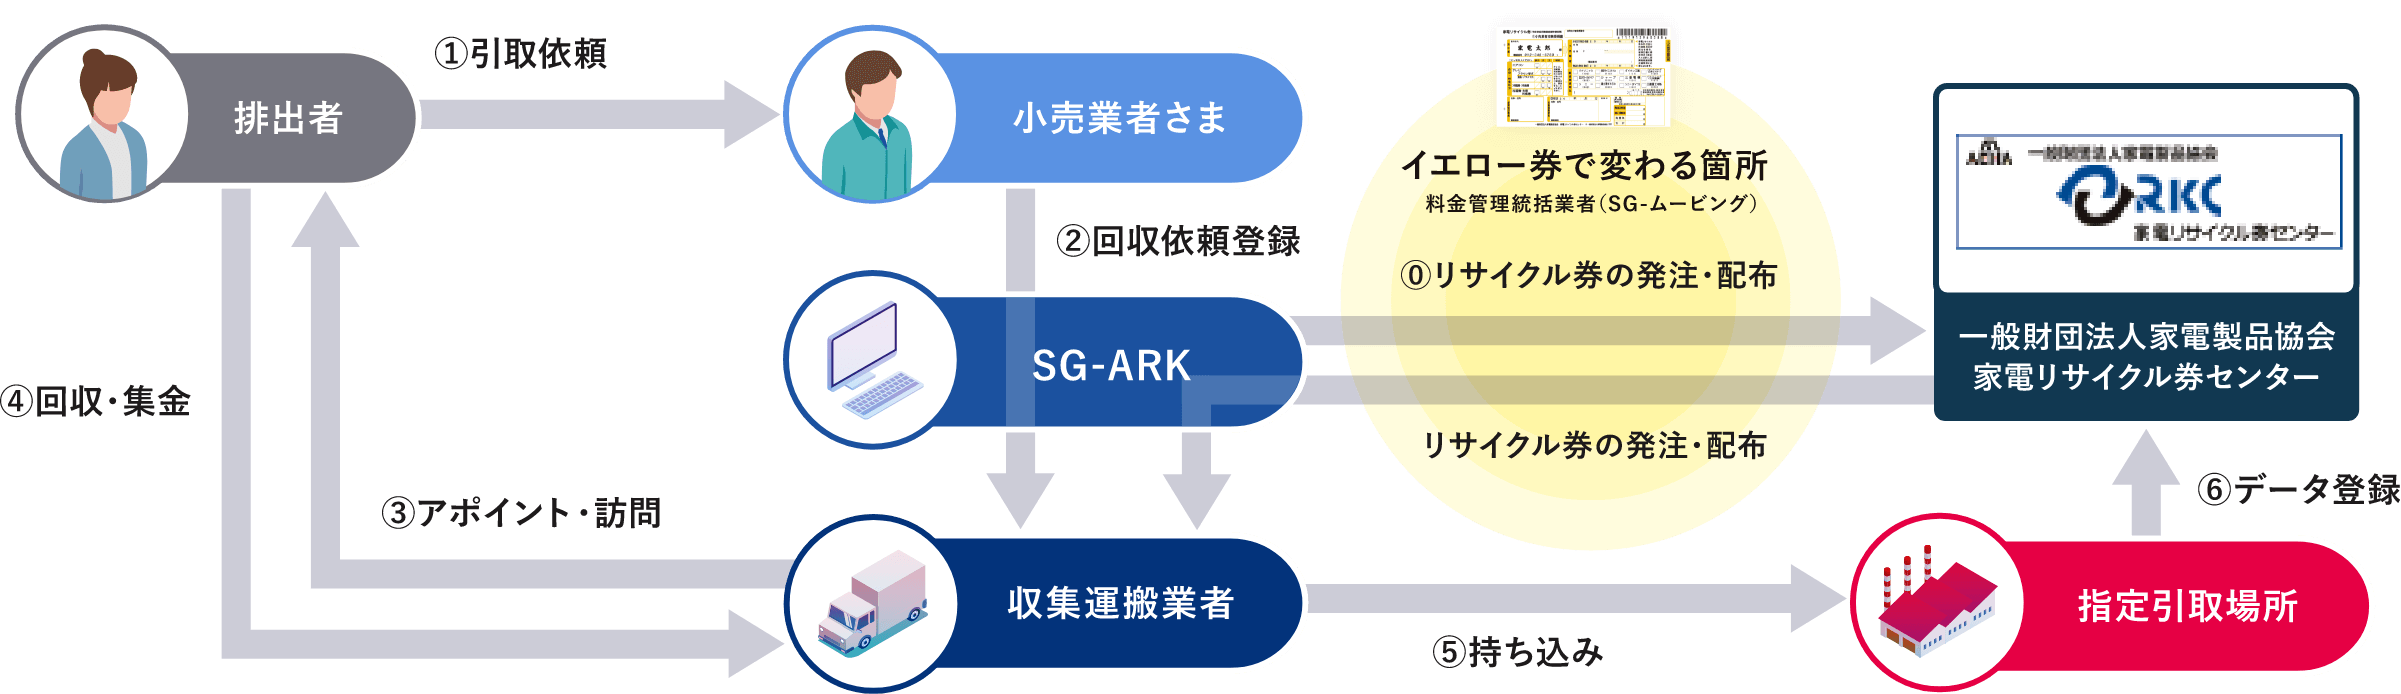 ①引取依頼
排出者
小売業者さま
イエロー券で変わる箇所
料金管理統括業者（SG-ムービング）
一般財団法人家電製品協会
RKC
家電リサイクル券センター
②回収依頼登録
⓪リサイクル券の発注・配布
SG-ARK
一般財団法人家電製品協会
家電リサイクル券センター
④回収・集金
リサイクル券の発注・配布
③アポイント・訪問
⑥データ登録
収集運搬業者
指定引取場所
⑤持ち込み